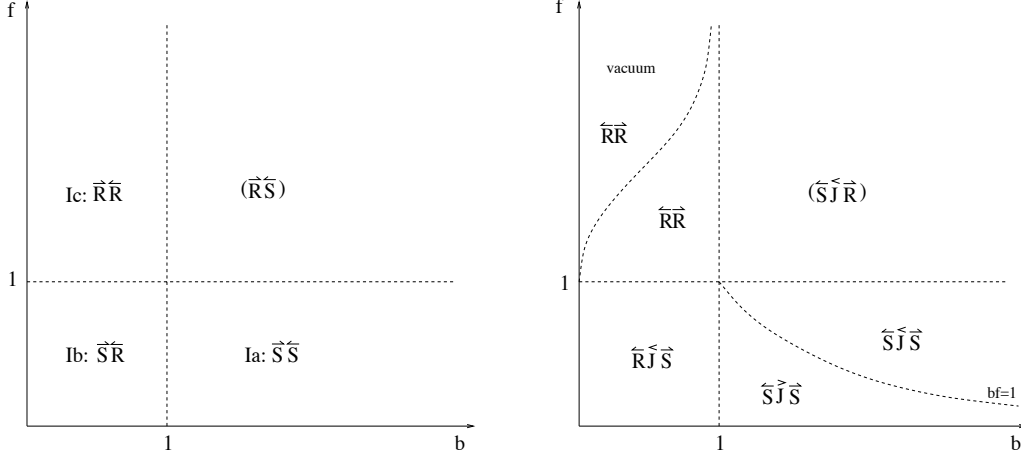 f
Ic: R⃗ R⃖
(R⃗ S⃖)
1
Ib: S⃗ R⃖
Ia: S⃗ S⃖
1
b
f
vacuum
R⃖ R⃗
R⃖ R⃗
(S⃖ J͔̆ R⃗)
1
S⃖ J͐ S⃗
R⃖ J͐ S⃗
S⃖ J͐ S⃗
bf=1
1
b